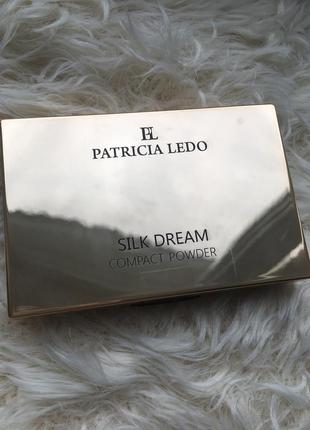 PL
PATRICIA LEDO
SILK DREAM
COMPACT POWDER